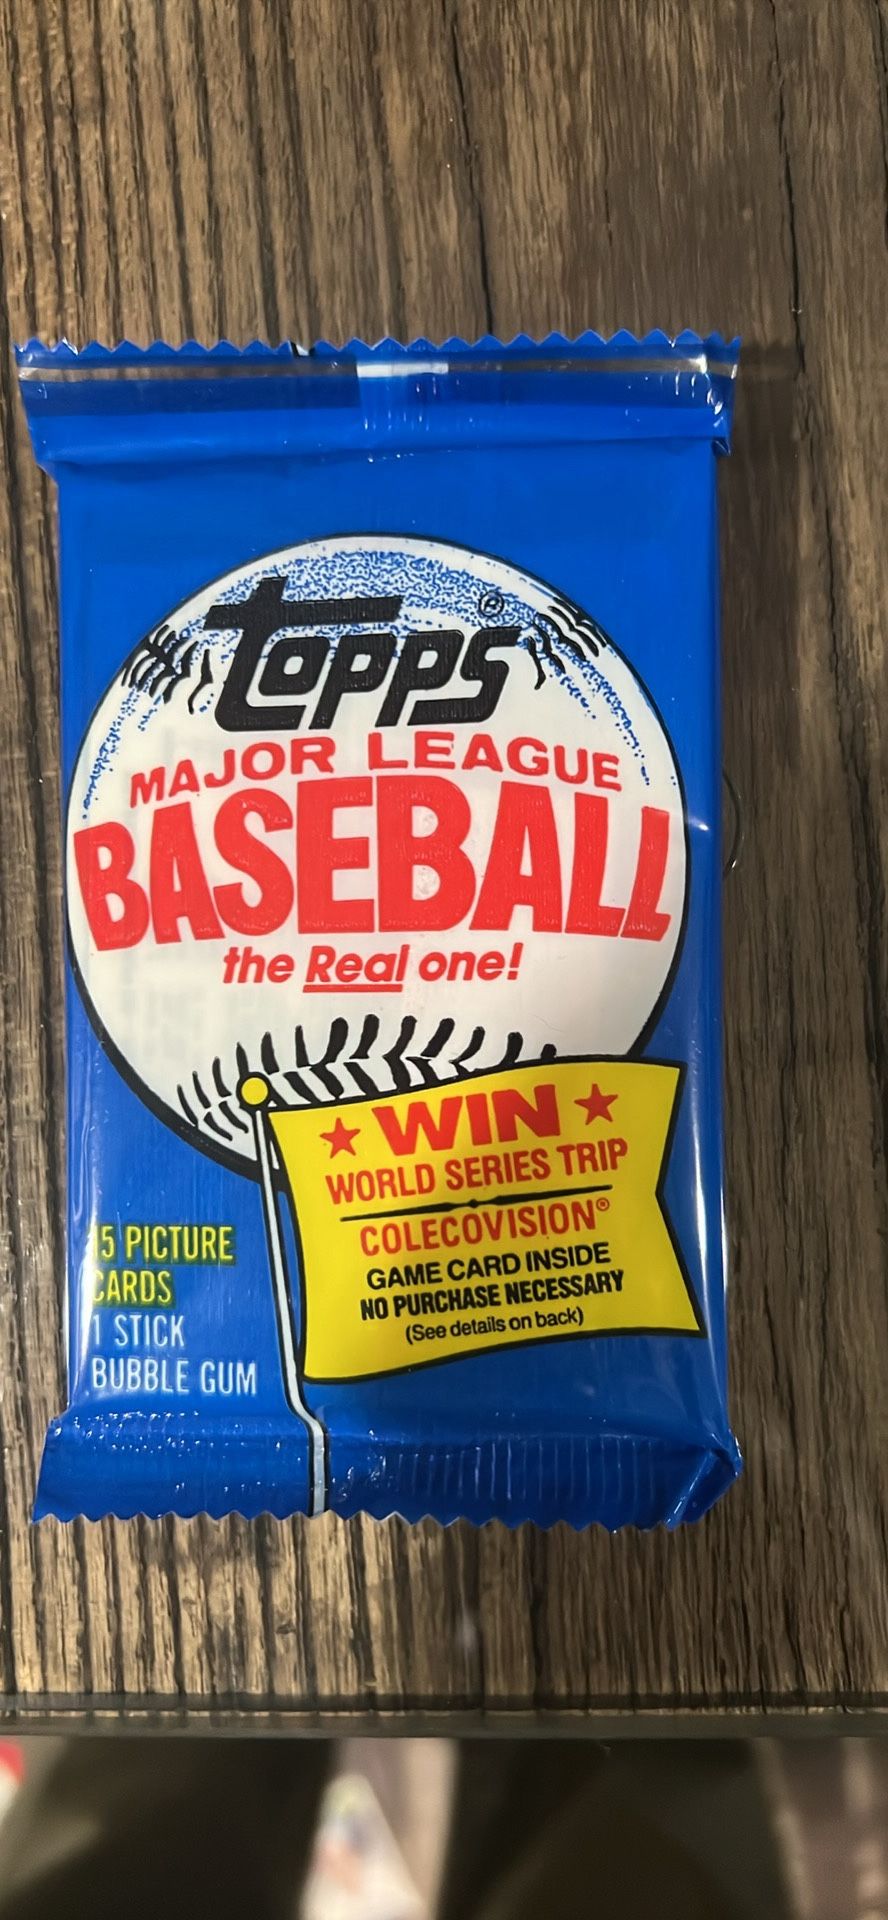 topps®
MAJOR LEAGUE
BASEBALL
the Real one!
WIN
WORLD SERIES TRIP
COLECOVISION®
GAME CARD INSIDE
NO PURCHASE NECESSARY
(See details on back)
15 PICTURE
CARDS
1 STICK
BUBBLE GUM